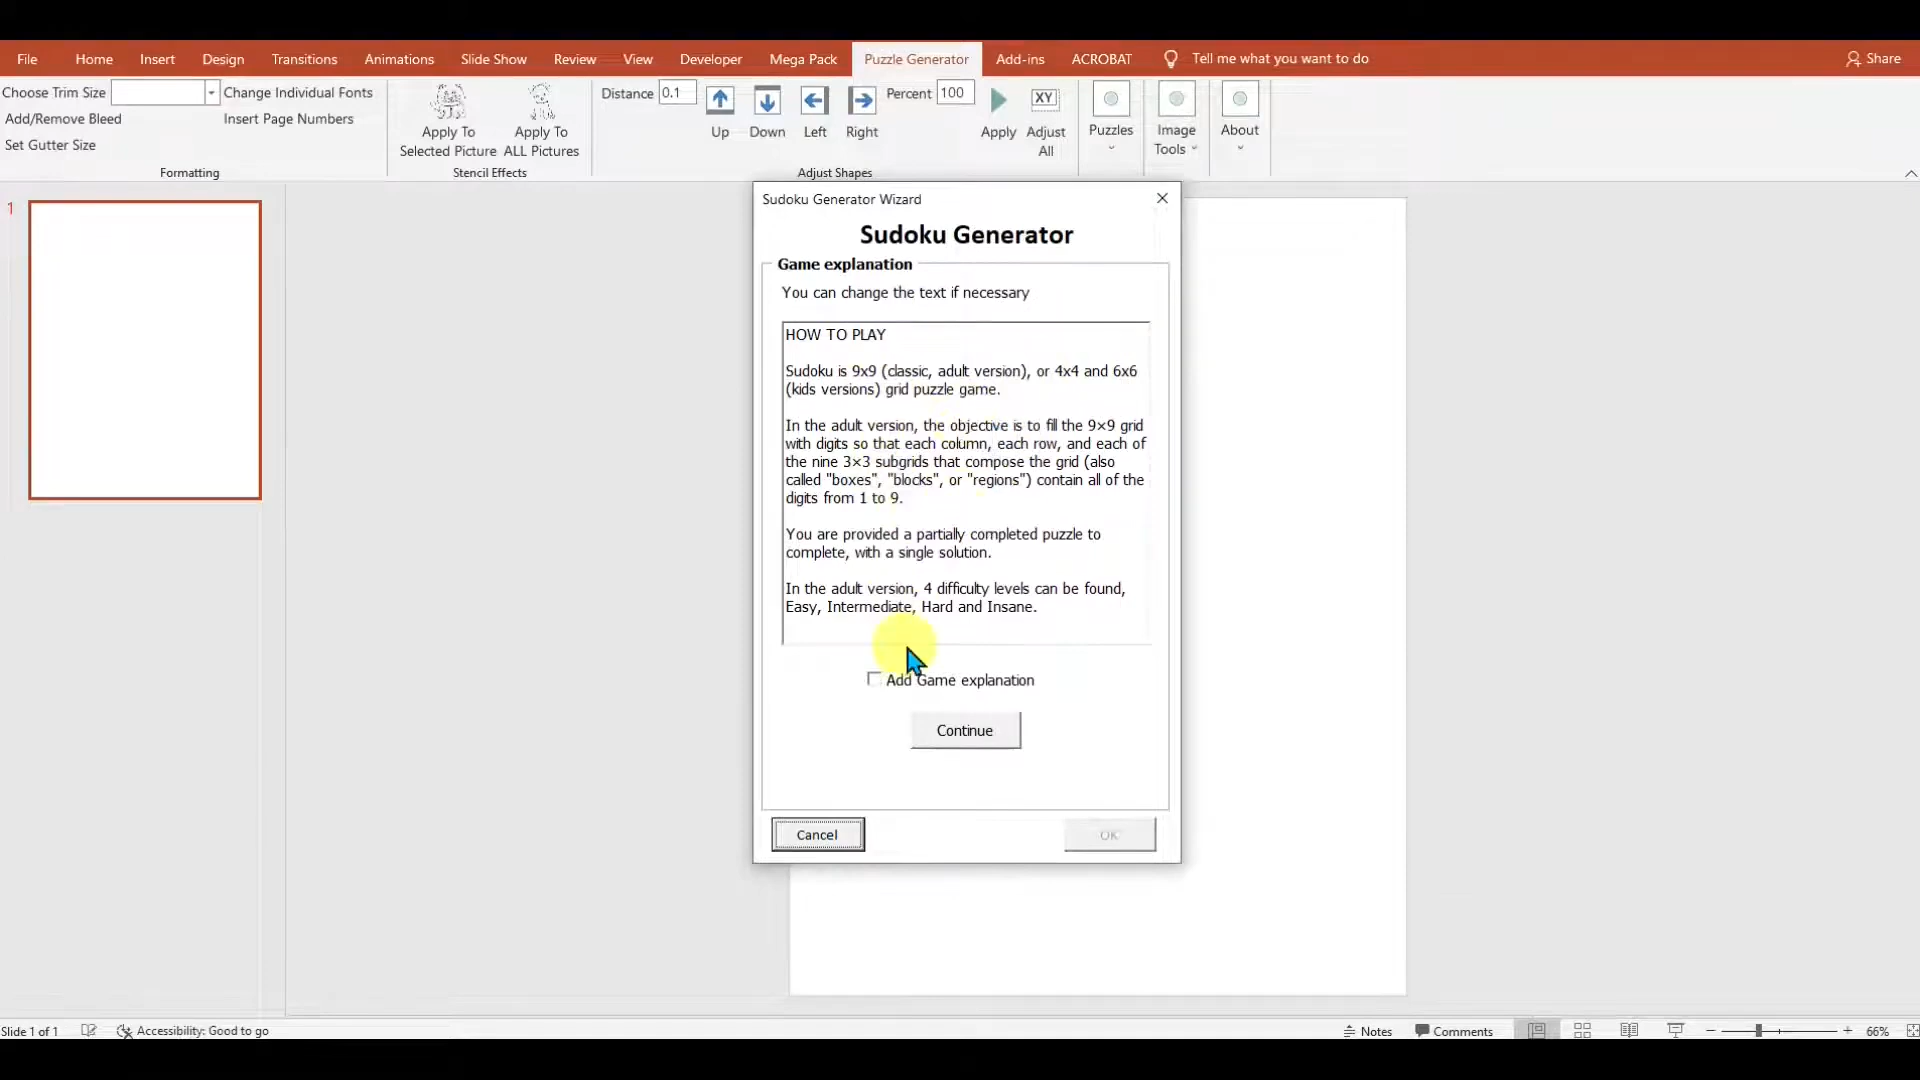 File Home Insert Design Transitions Animations Slide Show Review View Developer Mega Pack Puzzle Generator Add-ins ACROBAT Tell me what you want to do Share
Choose Trim Size Change Individual Fonts
Add/Remove Bleed Insert Page Numbers
Set Gutter Size
Formatting
Apply To Selected Picture
Apply To ALL Pictures
Stencil Effects
Distance 0.1
Up Down Left Right
Percent 100
Apply
XY
Adjust All
Adjust Shapes
Puzzles
Image Tools
About
1
Sudoku Generator Wizard
Sudoku Generator
Game explanation
You can change the text if necessary
HOW TO PLAY
Sudoku is 9x9 (classic, adult version), or 4x4 and 6x6
(kids versions) grid puzzle game.
In the adult version, the objective is to fill the 9×9 grid
with digits so that each column, each row, and each of
the nine 3×3 subgrids that compose the grid (also
called "boxes", "blocks", or "regions") contain all of the
digits from 1 to 9.
You are provided a partially completed puzzle to
complete, with a single solution.
In the adult version, 4 difficulty levels can be found,
Easy, Intermediate, Hard and Insane.
Add Game explanation
Continue
Cancel OK
Slide 1 of 1 Accessibility: Good to go Notes Comments 66%